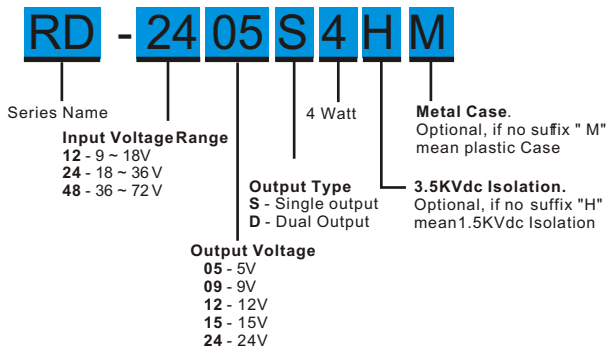 RD - 24 05 S 4 H M
Series Name
Input Voltage Range
12 - 9 ~ 18V
24 - 18 ~ 36 V
48 - 36 ~ 72 V
Output Voltage
05 - 5V
09 - 9V
12 - 12V
15 - 15V
24 - 24V
Output Type
S - Single output
D - Dual Output
4 Watt
3.5KVdc Isolation.
Optional, if no suffix "H"
mean1.5KVdc Isolation
Metal Case.
Optional, if no suffix " M"
mean plastic Case